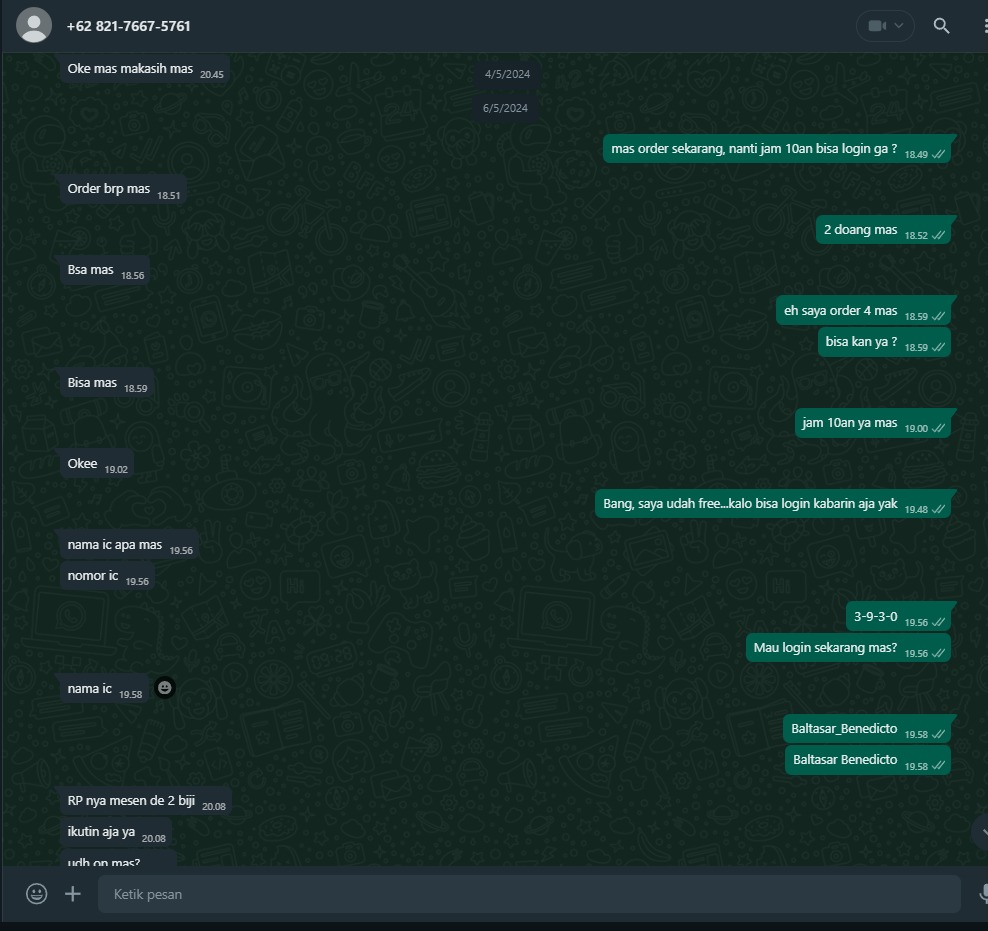 +62 821-7667-5761
Oke mas makasih mas 20.45
4/5/2024
6/5/2024
mas order sekarang, nanti jam 10an bisa login ga ? 18.49
Order brp mas 18.51
2 doang mas 18.52
Bsa mas 18.56
eh saya order 4 mas 18.59
bisa kan ya ? 18.59
Bisa mas 18.59
jam 10an ya mas 19.00
Okee 19.02
Bang, saya udah free...kalo bisa login kabarin aja yak 19.48
nama ic apa mas 19.56
nomor ic 19.56
3-9-3-0 19.56
Mau login sekarang mas? 19.56
nama ic 19.58
Baltasar_Benedicto 19.58
Baltasar Benedicto 19.58
RP nya mesen de 2 biji 20.08
ikutin aja ya 20.08
udh on mas?
Ketik pesan